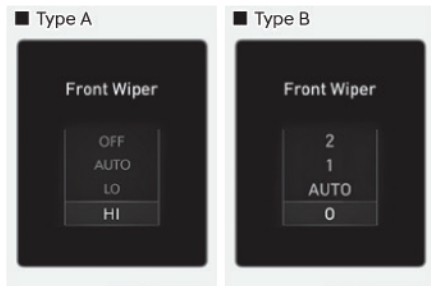 ■ Type A
Front Wiper
OFF
AUTO
LO
HI
■ Type B
Front Wiper
2
1
AUTO
0